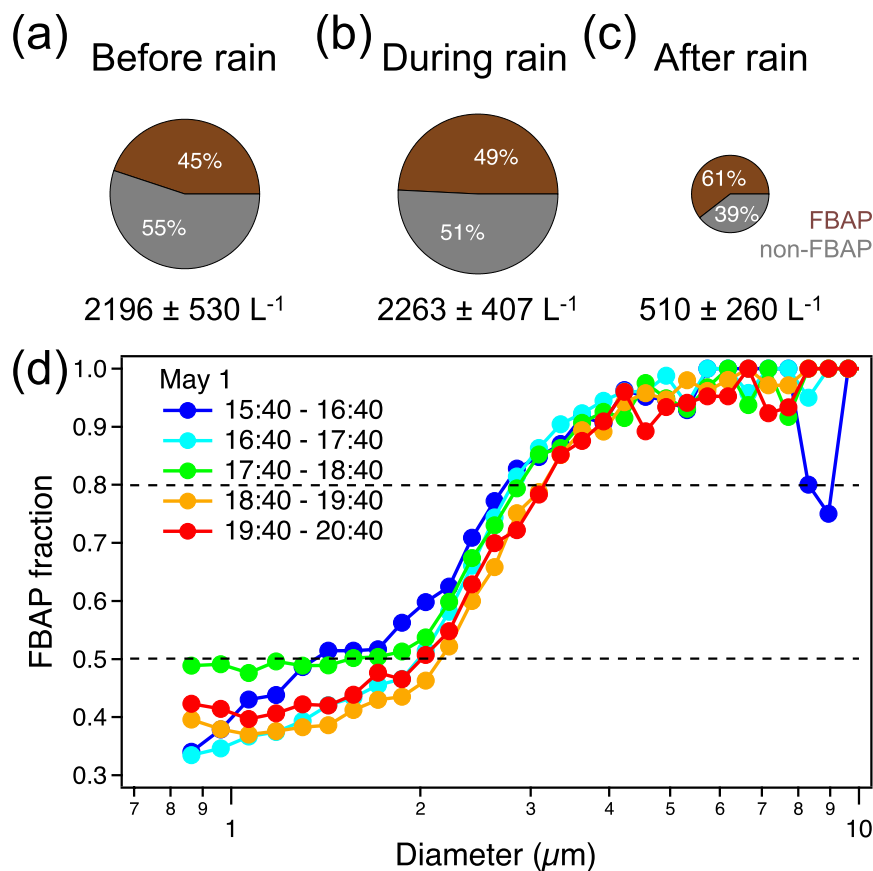 (a) (b) (c)
Before rain During rain After rain
45% 49% 61%
55% 51% 39%
FBAP
non-FBAP
2196 ± 530 L⁻¹ 2263 ± 407 L⁻¹ 510 ± 260 L⁻¹
(d)
May 1
15:40 - 16:40
16:40 - 17:40
17:40 - 18:40
18:40 - 19:40
19:40 - 20:40
1.0
0.9
0.8
0.7
0.6
0.5
0.4
0.3
FBAP fraction
7 8 9 2 3 4 5 6 7 8 9
1 10
Diameter (µm)